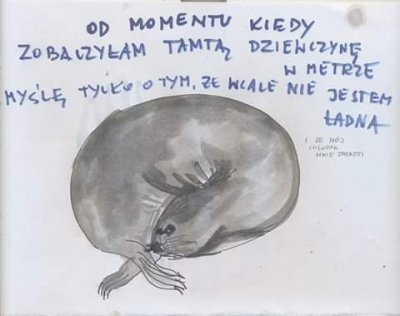 OD MOMENTU KIEDY
ZOBACZYŁAM TAMTĄ DZIEWCZYNĘ
W METRZE
MYŚLĘ TYLKO O TYM, ŻE WCALE NIE JESTEM
ŁADNA
I ŻE MÓJ
CHŁOPAK
MNIE ZDRADZI